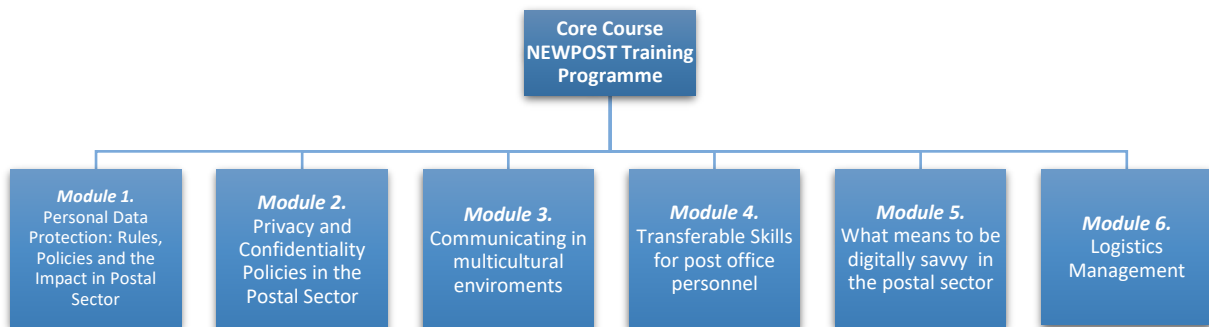 Core Course
NEWPOST Training
Programme
Module 1.
Personal Data
Protection: Rules,
Policies and the
Impact in Postal
Sector
Module 2.
Privacy and
Confidentiality
Policies in the
Postal Sector
Module 3.
Communicating in
multicultural
enviroments
Module 4.
Transferable Skills
for post office
personnel
Module 5.
What means to be
digitally savvy in
the postal sector
Module 6.
Logistics
Management